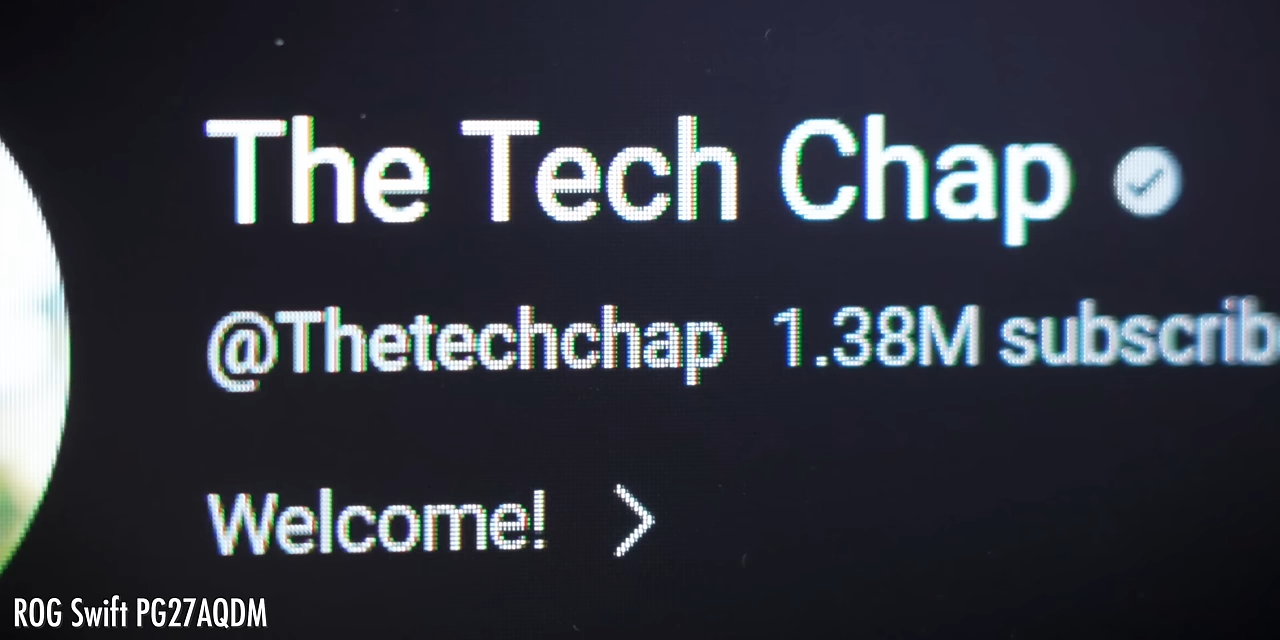 The Tech Chap
@Thetechchap 1.38M subscrib
Welcome!
ROG Swift PG27AQDM